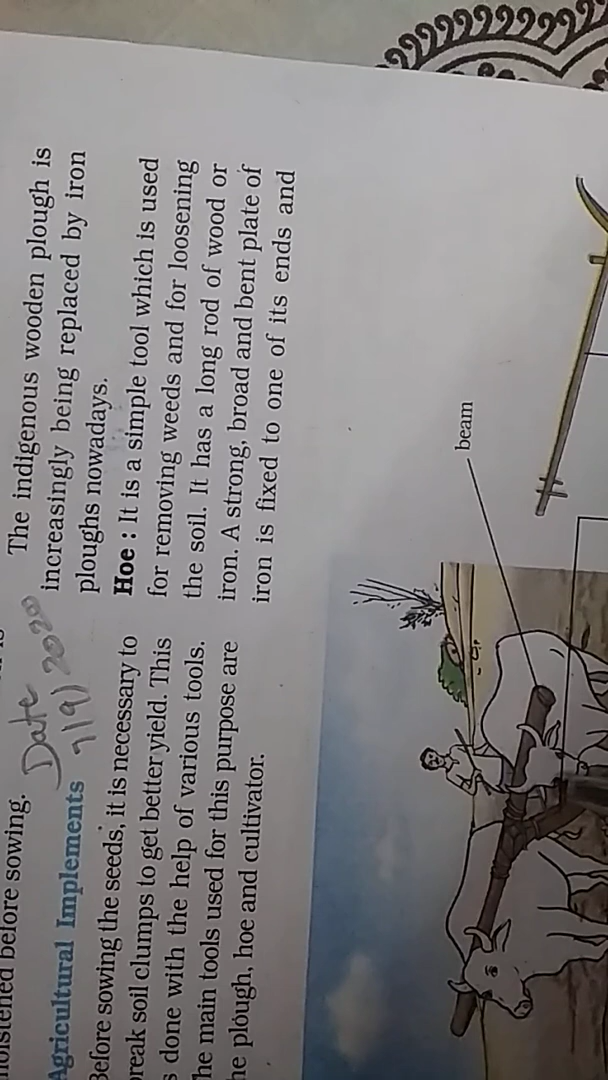 moistened before sowing.
Date
7/9/2020
Agricultural Implements
Before sowing the seeds, it is necessary to
break soil clumps to get better yield. This
is done with the help of various tools.
The main tools used for this purpose are
the plough, hoe and cultivator.
The indigenous wooden plough is
increasingly being replaced by iron
ploughs nowadays.
Hoe : It is a simple tool which is used
for removing weeds and for loosening
the soil. It has a long rod of wood or
iron. A strong, broad and bent plate of
iron is fixed to one of its ends and
beam